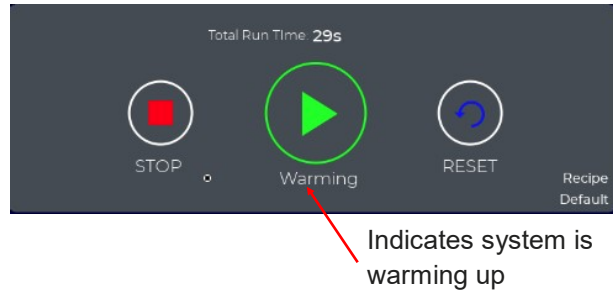 Total Run TIme 29s
STOP
Warming
RESET
Recipe
Default
Indicates system is
warming up